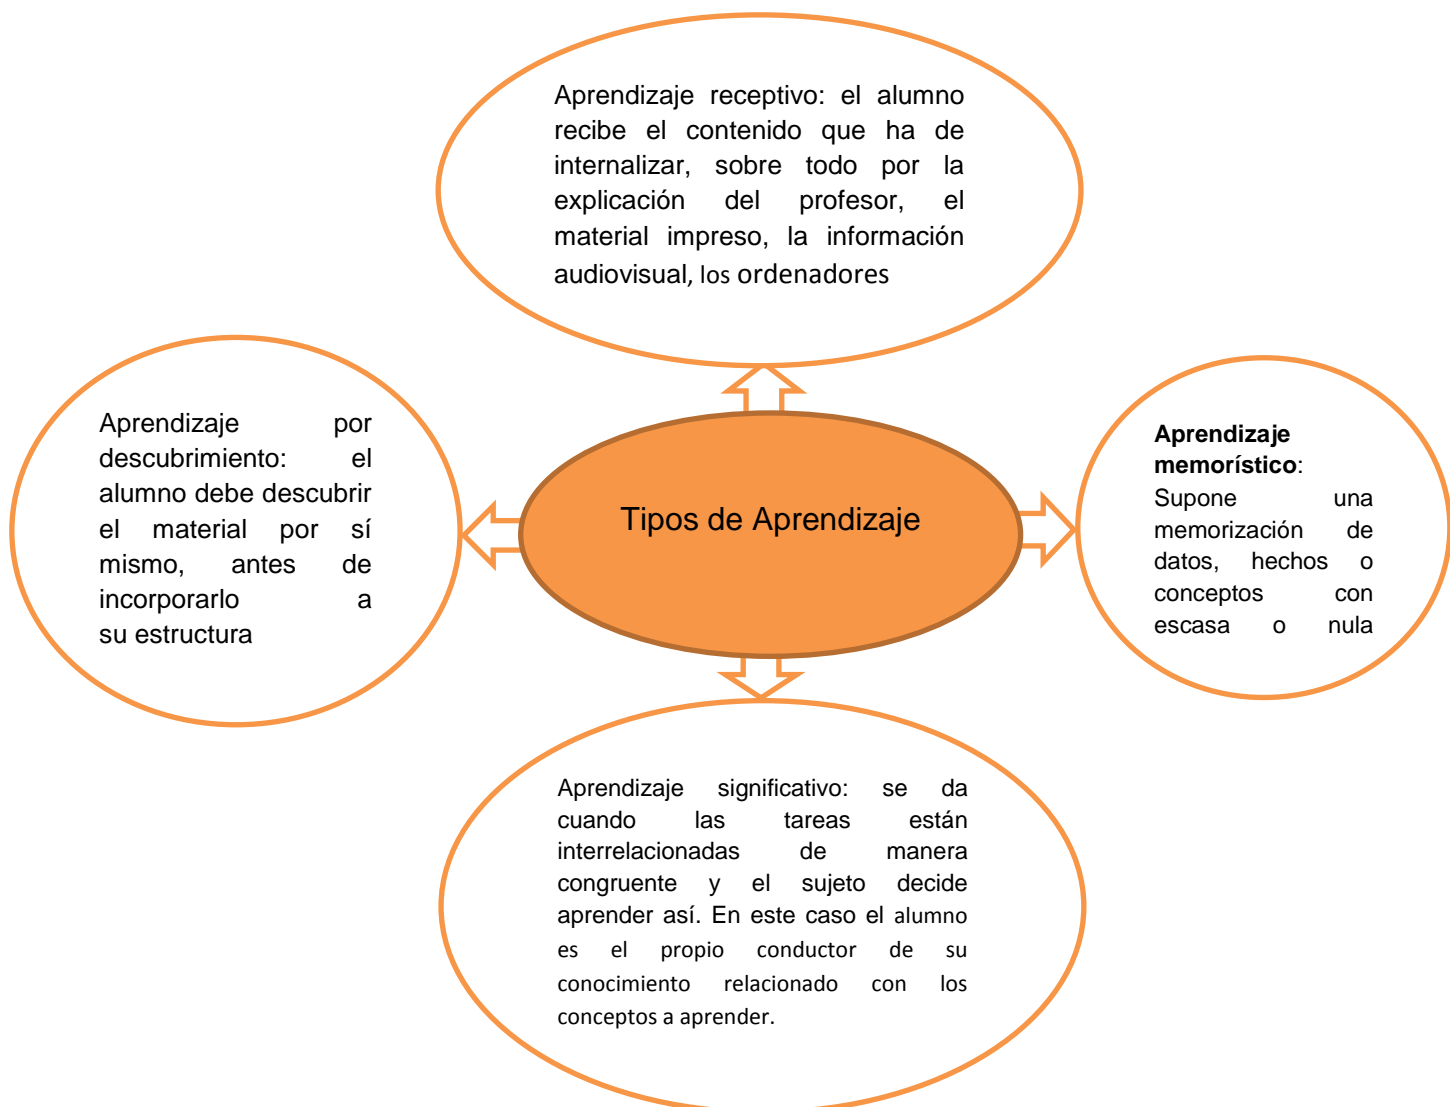 Aprendizaje receptivo: el alumno
recibe el contenido que ha de
internalizar, sobre todo por la
explicación del profesor, el
material impreso, la información
audiovisual, los ordenadores
Aprendizaje por
descubrimiento: el
alumno debe descubrir
el material por sí
mismo, antes de
incorporarlo a
su estructura
Tipos de Aprendizaje
Aprendizaje
memorístico:
Supone una
memorización de
datos, hechos o
conceptos con
escasa o nula
Aprendizaje significativo: se da
cuando las tareas están
interrelacionadas de manera
congruente y el sujeto decide
aprender así. En este caso el alumno
es el propio conductor de su
conocimiento relacionado con los
conceptos a aprender.